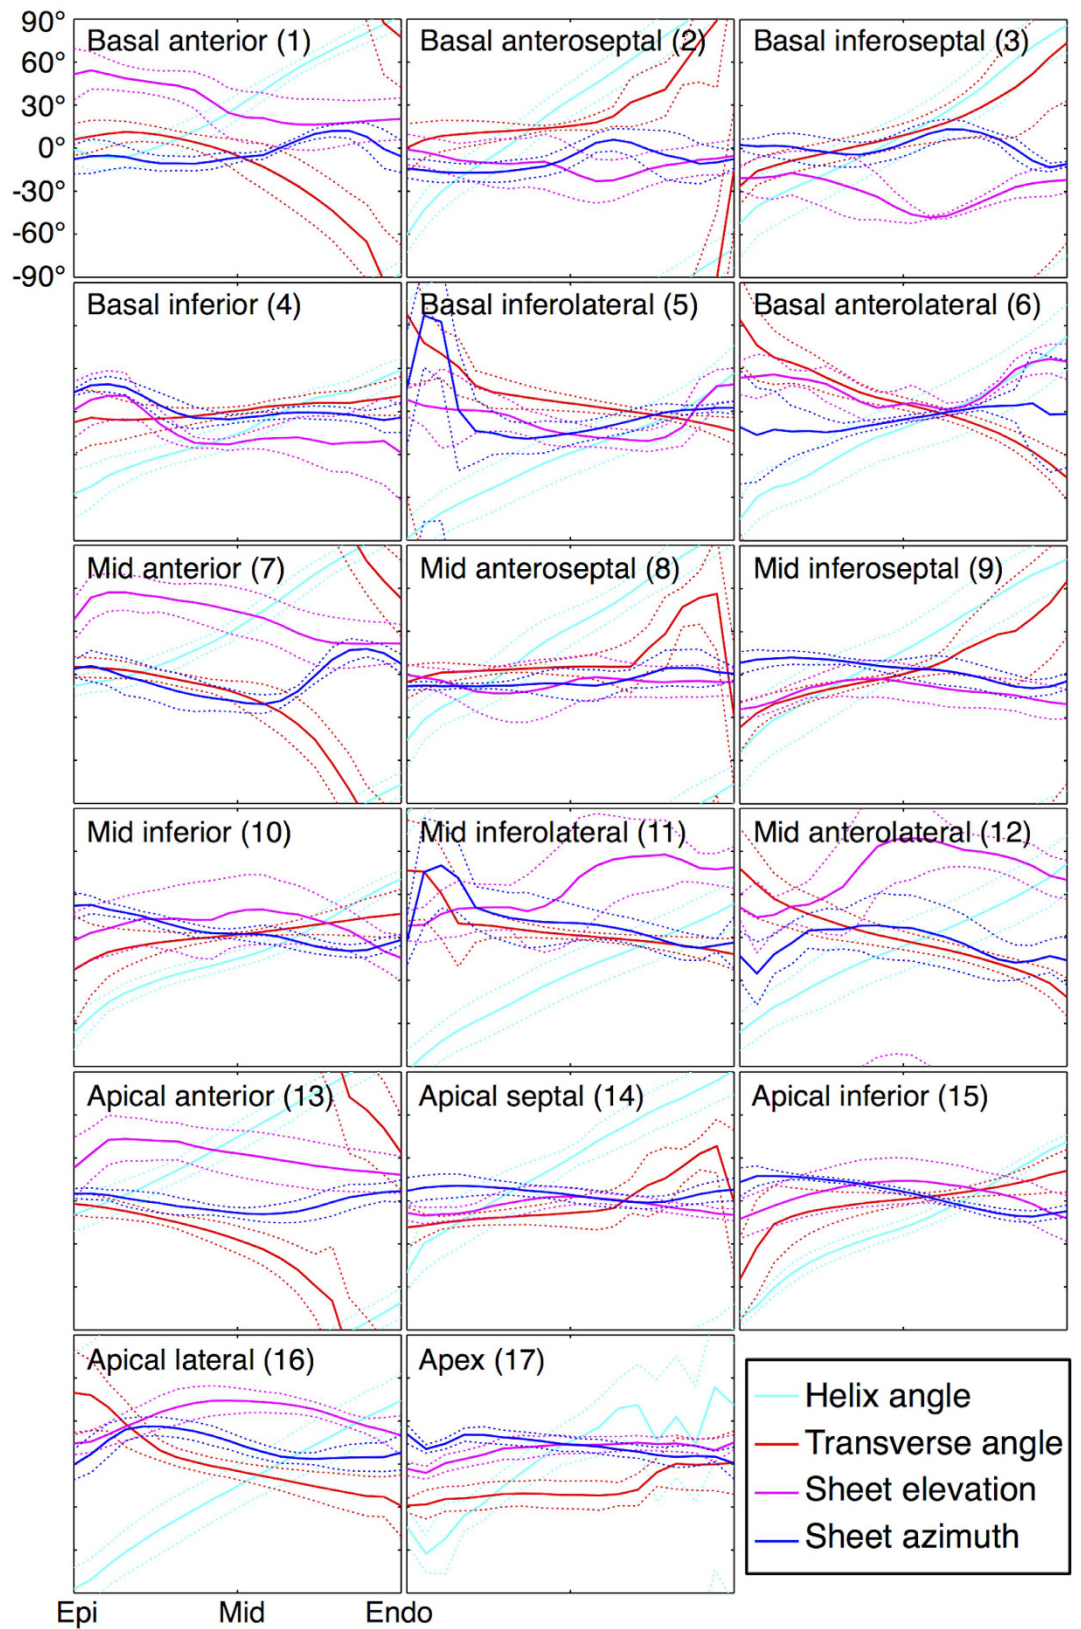 90°
60°
30°
0°
-30°
-60°
-90°
Basal anterior (1)
Basal anteroseptal (2)
Basal inferoseptal (3)
Basal inferior (4)
Basal inferolateral (5)
Basal anterolateral (6)
Mid anterior (7)
Mid anteroseptal (8)
Mid inferoseptal (9)
Mid inferior (10)
Mid inferolateral (11)
Mid anterolateral (12)
Apical anterior (13)
Apical septal (14)
Apical inferior (15)
Apical lateral (16)
Apex (17)
Helix angle
Transverse angle
Sheet elevation
Sheet azimuth
Epi
Mid
Endo